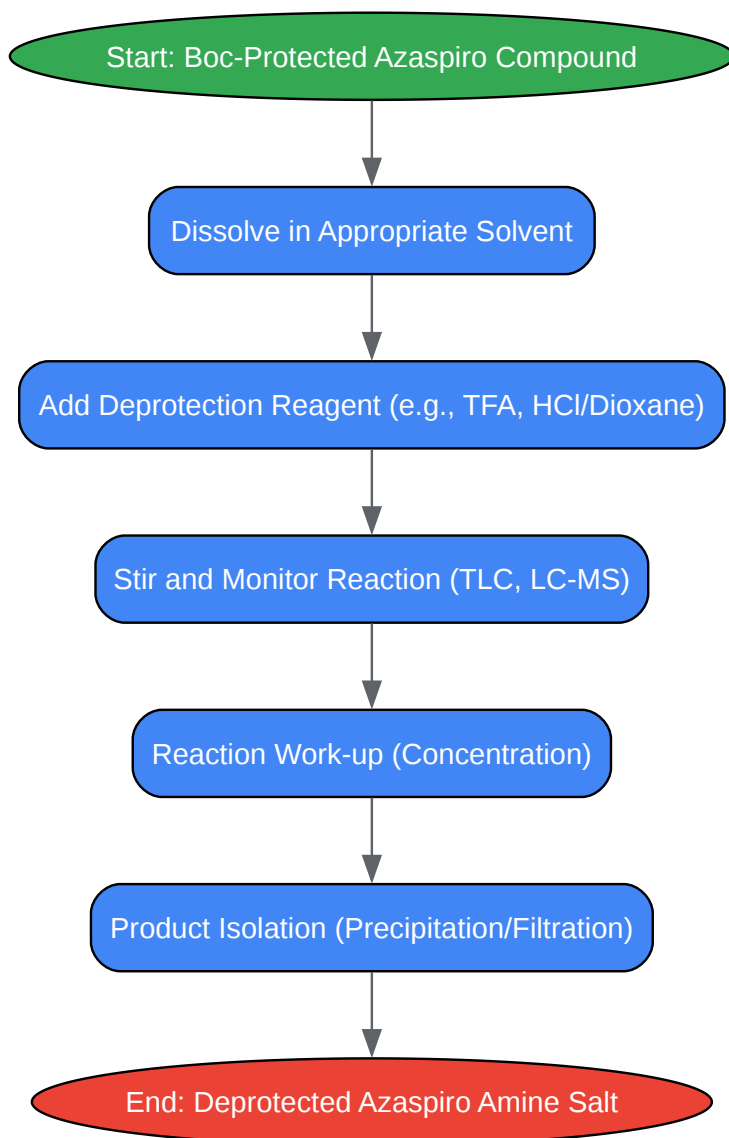 Start: Boc-Protected Azaspiro Compound
Dissolve in Appropriate Solvent
Add Deprotection Reagent (e.g., TFA, HCl/Dioxane)
Stir and Monitor Reaction (TLC, LC-MS)
Reaction Work-up (Concentration)
Product Isolation (Precipitation/Filtration)
End: Deprotected Azaspiro Amine Salt